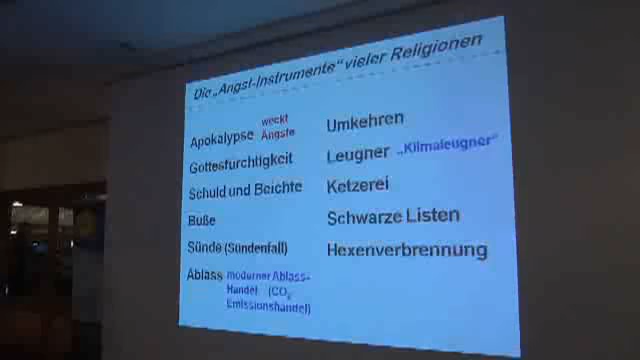 Die „Angst-Instrumente“ vieler Religionen
Apokalypse weckt Ängste
Gottesfürchtigkeit
Schuld und Beichte
Buße
Sünde (Sündenfall)
Ablass moderner Ablass-
Handel (CO2
Emissionshandel)
Umkehren
Leugner „Klimaleugner“
Ketzerei
Schwarze Listen
Hexenverbrennung